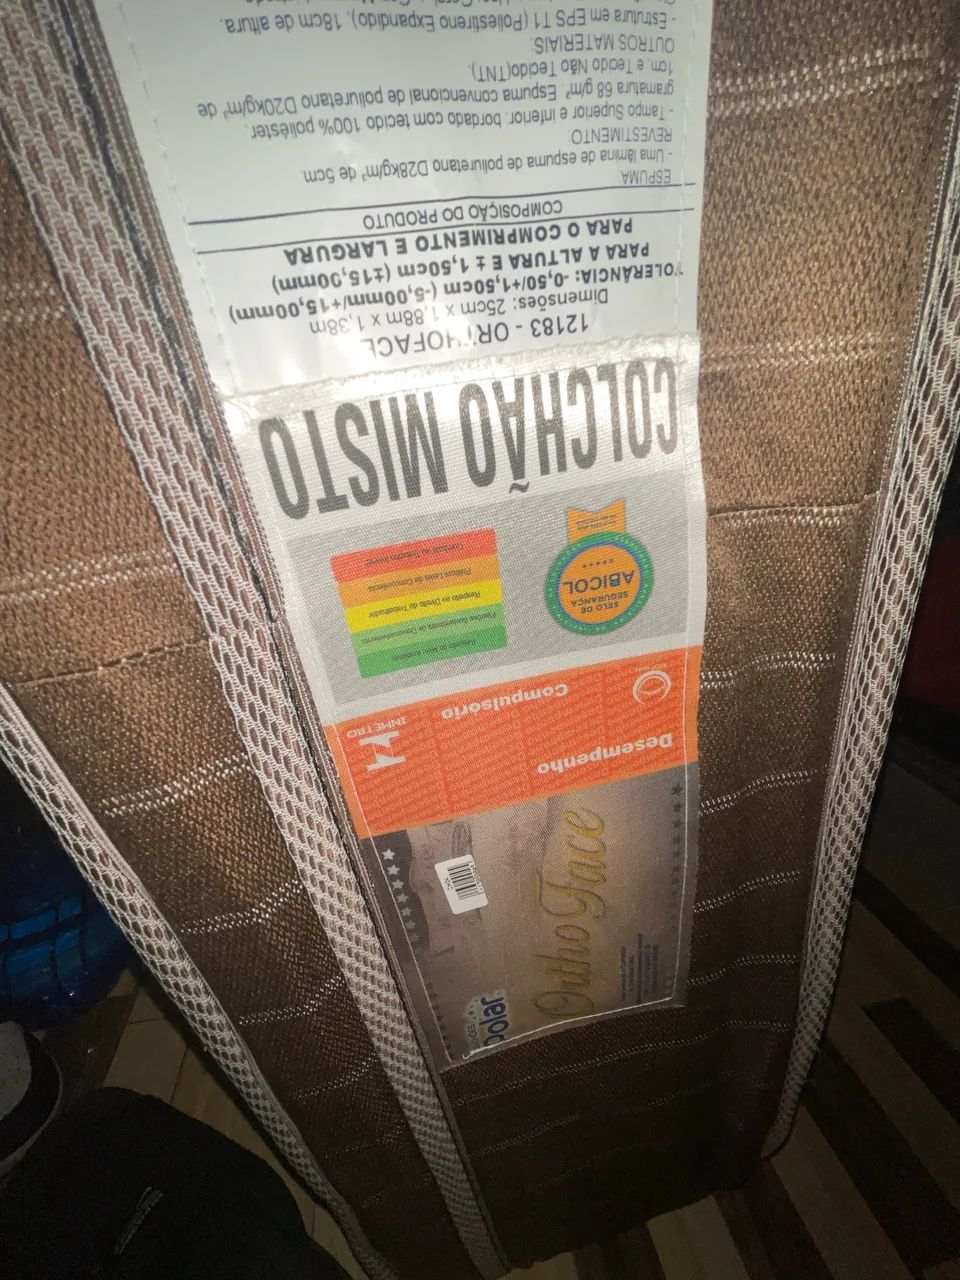 polar
OrthoFace
Desempenho
Compulsório
INMETRO
SELO DE
SEGURANÇA
ABICOL
COLCHÃO MISTO
12183 - ORTHOFACE
Dimensões: 25cm x 1,88m x 1,38m
TOLERÂNCIA: -0,50/+1,50cm (-5,00mm/+15,00mm)
PARA A ALTURA E ± 1,50cm (±15,00mm)
PARA O COMPRIMENTO E LARGURA
COMPOSIÇÃO DO PRODUTO
ESPUMA:
- Uma lâmina de espuma de poliuretano D28kg/m³ de 5cm.
REVESTIMENTO
- Tampo Superior e inferior: bordado com tecido 100% poliéster.
gramatura 68 g/m². Espuma convencional de poliuretano D20kg/m³ de
1cm. e Tecido Não Tecido(TNT).
OUTROS MATERIAIS:
- Estrutura em EPS T1 (Poliestireno Expandido), 18cm de altura.